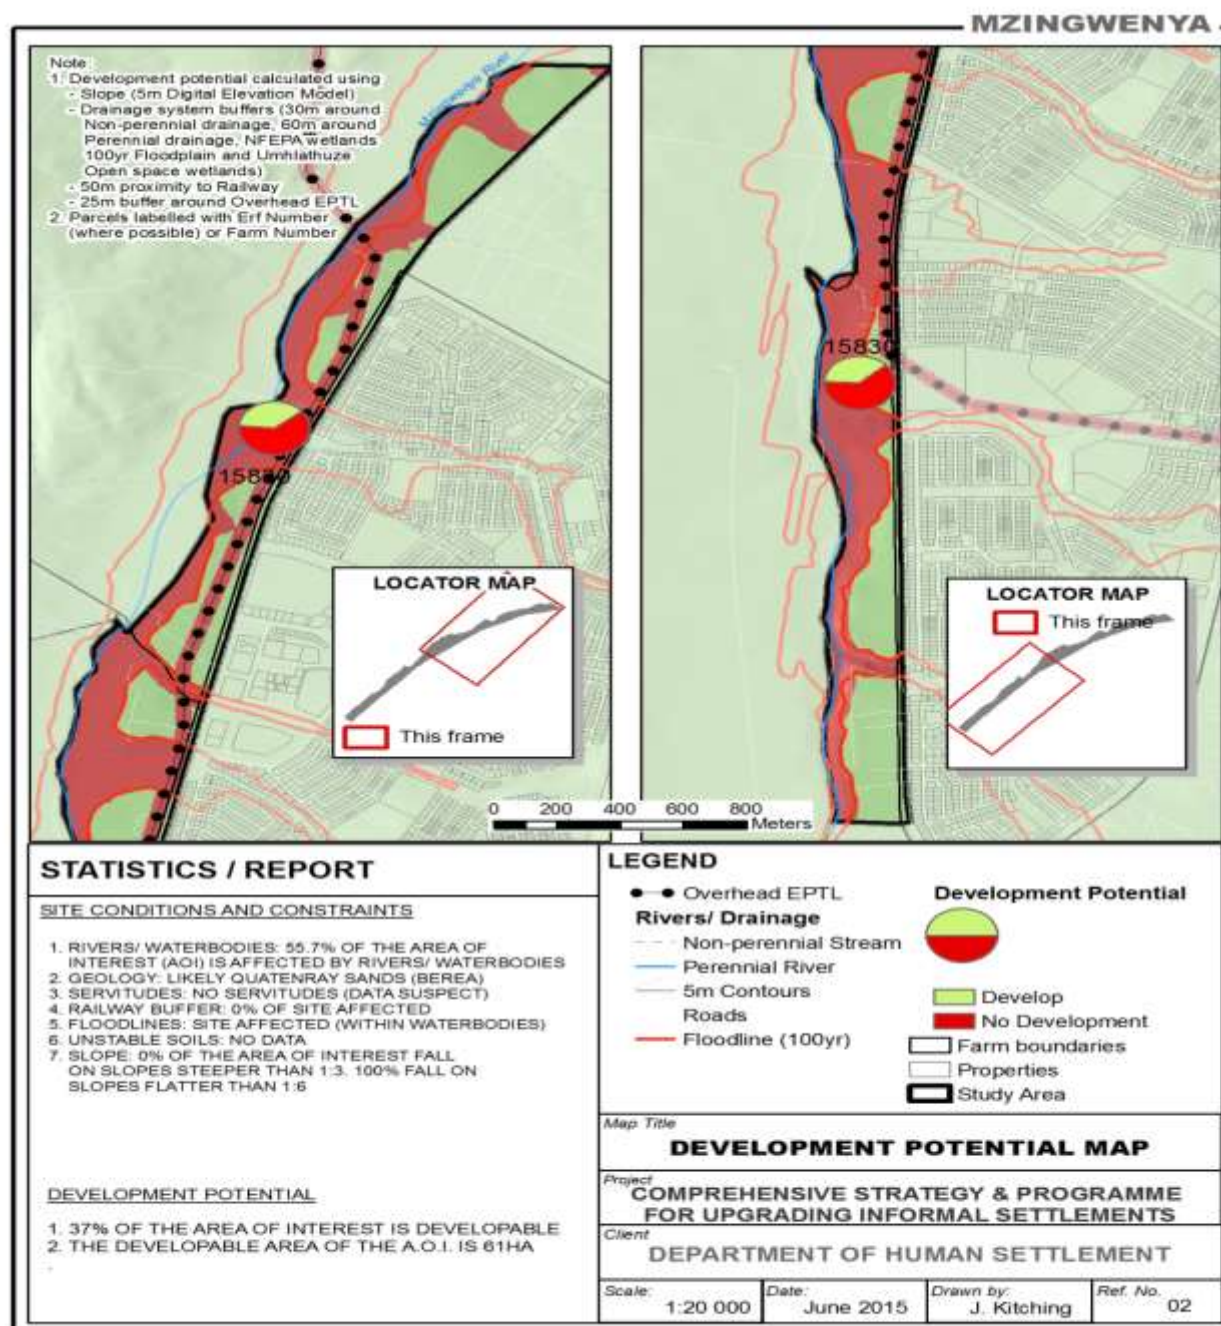 MZINGWENYA
Note:
1. Development potential calculated using
- Slope (5m Digital Elevation Model)
- Drainage system buffers (30m around
Non-perennial drainage, 60m around
Perennial drainage, NFEPA wetlands
100yr Floodplain and Umhlathuze
Open space wetlands)
- 50m proximity to Railway
- 25m buffer around Overhead EPTL
2. Parcels labelled with Erf Number
(where possible) or Farm Number
River
15830
LOCATOR MAP
This frame
15830
LOCATOR MAP
This frame
0 200 400 600 800
Meters
STATISTICS / REPORT
SITE CONDITIONS AND CONSTRAINTS
1. RIVERS/ WATERBODIES: 55.7% OF THE AREA OF
INTEREST (AOI) IS AFFECTED BY RIVERS/ WATERBODIES
2. GEOLOGY: LIKELY QUATENRAY SANDS (BEREA)
3. SERVITUDES: NO SERVITUDES (DATA SUSPECT)
4. RAILWAY BUFFER: 0% OF SITE AFFECTED
5. FLOODLINES: SITE AFFECTED (WITHIN WATERBODIES)
6. UNSTABLE SOILS: NO DATA
7. SLOPE: 0% OF THE AREA OF INTEREST FALL
ON SLOPES STEEPER THAN 1:3. 100% FALL ON
SLOPES FLATTER THAN 1:6
DEVELOPMENT POTENTIAL
1. 37% OF THE AREA OF INTEREST IS DEVELOPABLE
2. THE DEVELOPABLE AREA OF THE A.O.I. IS 61HA
.
LEGEND
Overhead EPTL
Rivers/ Drainage
Non-perennial Stream
Perennial River
5m Contours
Roads
Floodline (100yr)
Development Potential
Develop
No Development
Farm boundaries
Properties
Study Area
Map Title
DEVELOPMENT POTENTIAL MAP
Project
COMPREHENSIVE STRATEGY & PROGRAMME
FOR UPGRADING INFORMAL SETTLEMENTS
Client
DEPARTMENT OF HUMAN SETTLEMENT
Scale: 1:20 000
Date: June 2015
Drawn by: J. Kitching
Ref. No. 02